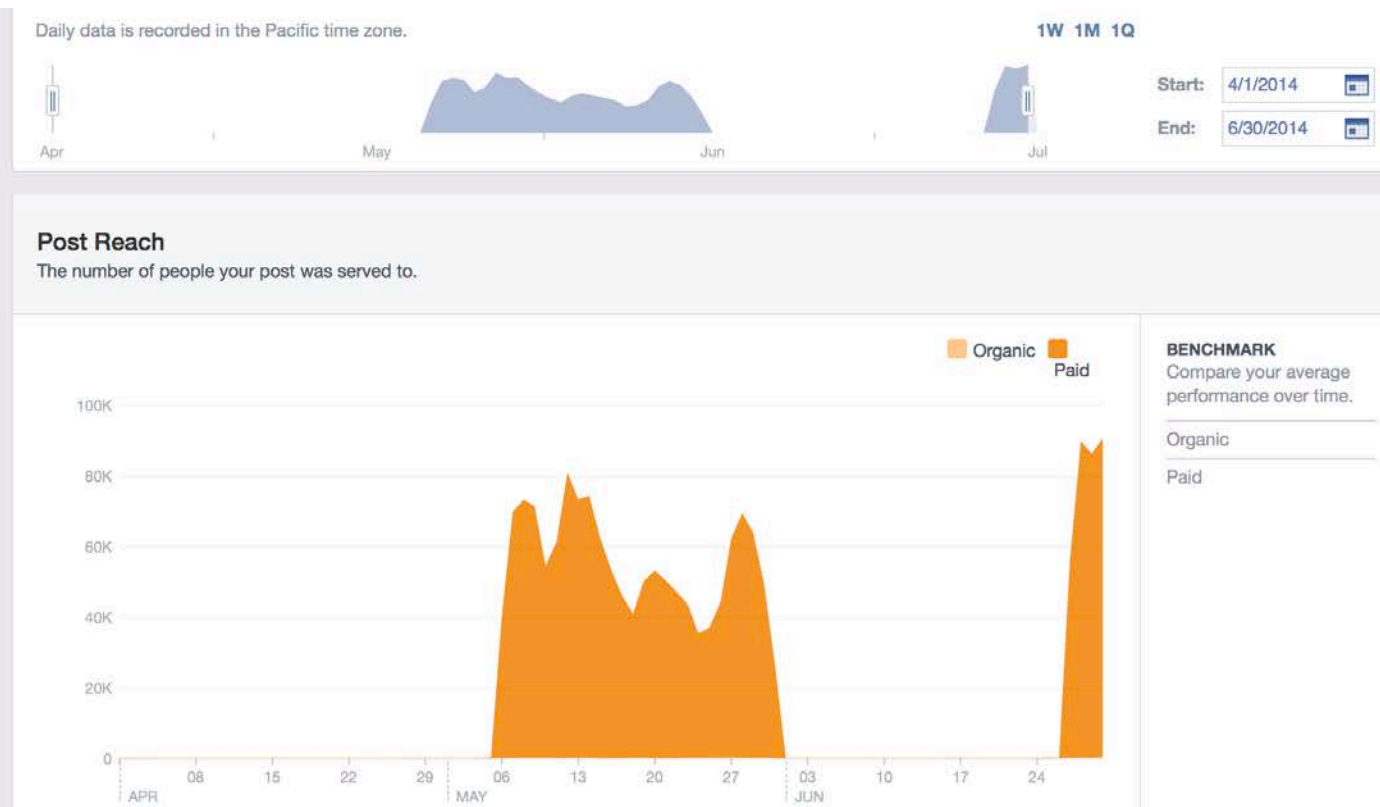 Daily data is recorded in the Pacific time zone.
1W 1M 1Q
Start: 4/1/2014
End: 6/30/2014
Apr May Jun Jul
Post Reach
The number of people your post was served to.
Organic
Paid
BENCHMARK
Compare your average
performance over time.
Organic
Paid
100K
80K
60K
40K
20K
0
08 15 22 29 06 13 20 27 03 10 17 24
APR MAY JUN